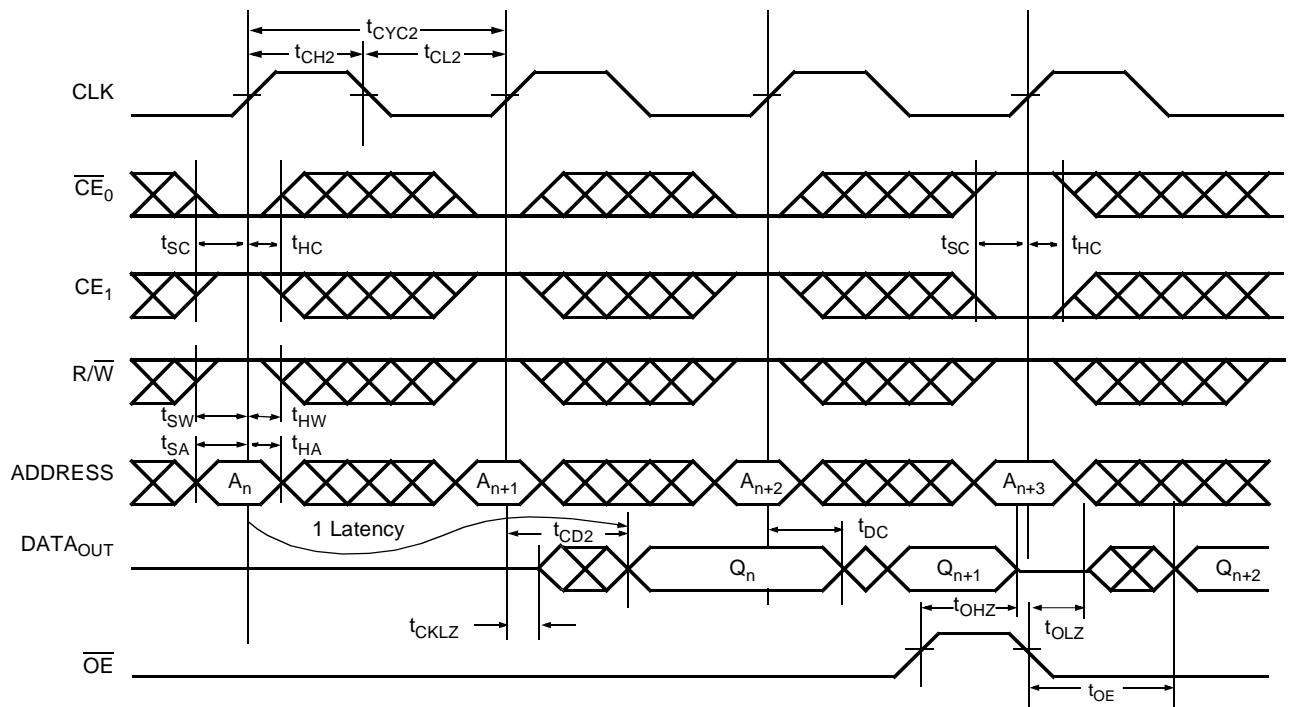 tCYC2
tCH2 tCL2
CLK
CE0
tSC tHC tSC tHC
CE1
R/W
tSW tHW
tSA tHA
ADDRESS An An+1 An+2 An+3
1 Latency tCD2 tDC
DATAOUT Qn Qn+1 Qn+2
tOHZ
tCKLZ tOLZ
OE
tOE